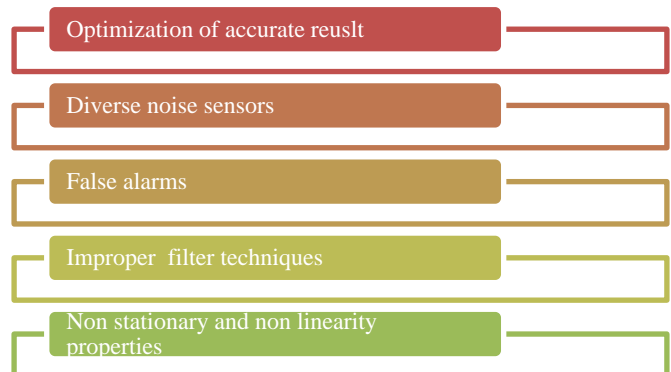 Optimization of accurate reuslt
Diverse noise sensors
False alarms
Improper filter techniques
Non stationary and non linearity
properties